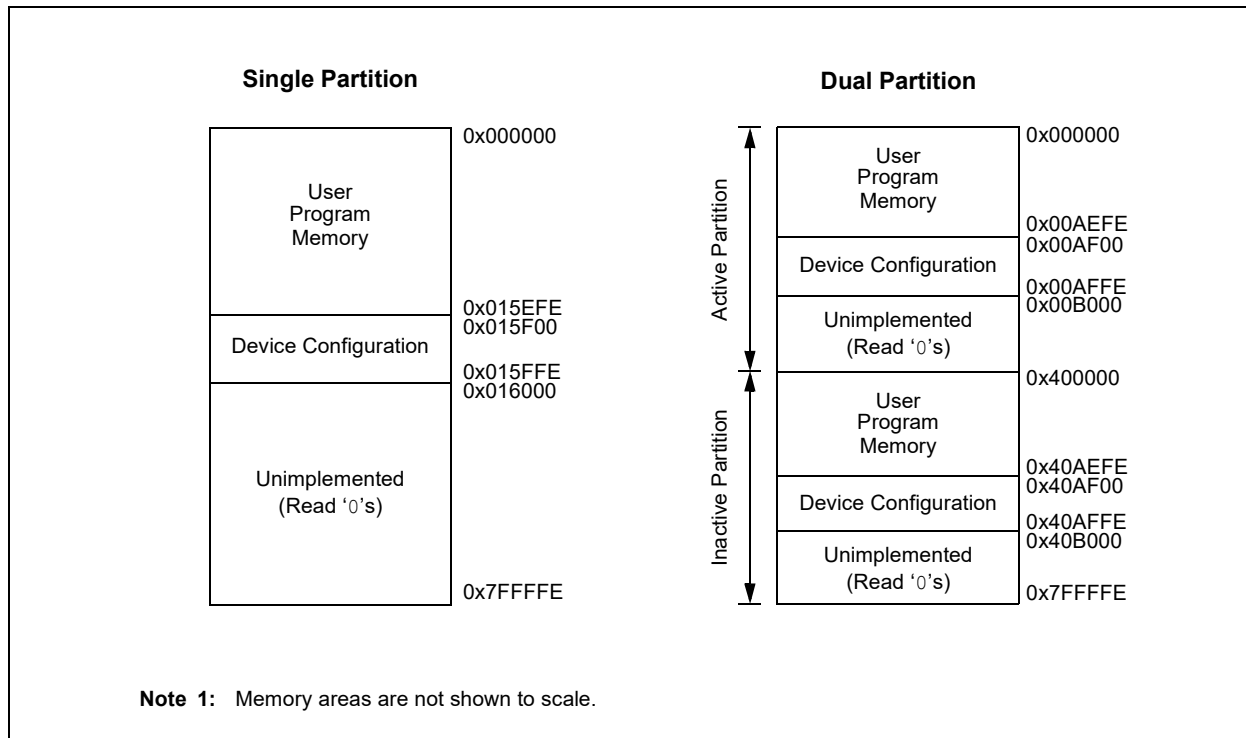 Single Partition
0x000000
User
Program
Memory
0x015EFE
0x015F00
Device Configuration
0x015FFE
0x016000
Unimplemented
(Read ‘0’s)
0x7FFFFE
Dual Partition
Active Partition
0x000000
User
Program
Memory
0x00AEFE
0x00AF00
Device Configuration
0x00AFFE
0x00B000
Unimplemented
(Read ‘0’s)
Inactive Partition
0x400000
User
Program
Memory
0x40AEFE
0x40AF00
Device Configuration
0x40AFFE
0x40B000
Unimplemented
(Read ‘0’s)
0x7FFFFE
Note 1: Memory areas are not shown to scale.